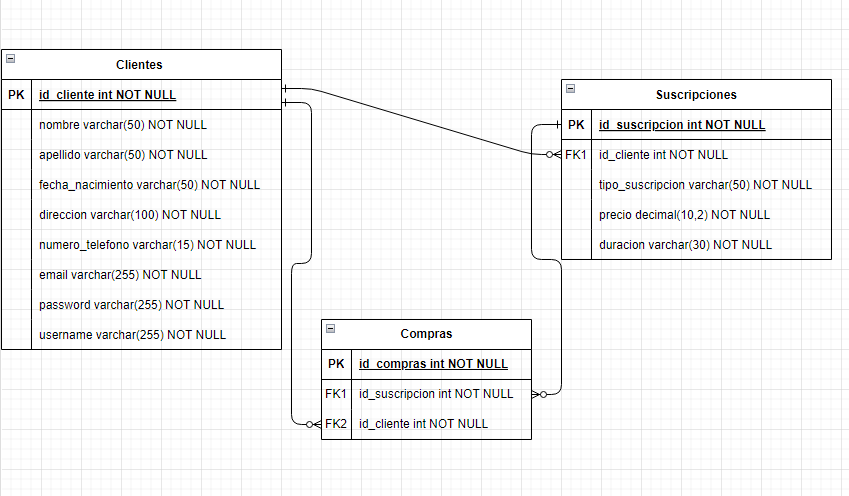 Clientes
PK id_cliente int NOT NULL
nombre varchar(50) NOT NULL
apellido varchar(50) NOT NULL
fecha_nacimiento varchar(50) NOT NULL
direccion varchar(100) NOT NULL
numero_telefono varchar(15) NOT NULL
email varchar(255) NOT NULL
password varchar(255) NOT NULL
username varchar(255) NOT NULL
Suscripciones
PK id_suscripcion int NOT NULL
FK1 id_cliente int NOT NULL
tipo_suscripcion varchar(50) NOT NULL
precio decimal(10,2) NOT NULL
duracion varchar(30) NOT NULL
Compras
PK id_compras int NOT NULL
FK1 id_suscripcion int NOT NULL
FK2 id_cliente int NOT NULL